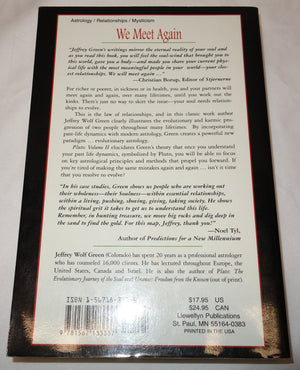 Astrology / Relationships / Mysticism
We Meet Again
"Jeffrey Green's writings mirror the eternal reality of your soul and
as you read this book, you will feel the soul-wind that brought you to
this world, gave you a body—and made you share your current phys-
ical life with the most meaningful people in your world—your clos-
est relationships. We will meet again . . ."
—Christian Borup, Editor of Stjernerne
For richer or poorer, in sickness or in health, you and your partners will
meet again and again, over many lifetimes, until you work out the
kinks. There's just no way to skirt the issue—your soul needs relation-
ships to evolve.
This is the law of relationships, and in this classic work author
Jeffrey Wolf Green clearly illustrates the evolutionary and karmic pro-
gression of two people throughout many lifetimes. By incorporating
past-life dynamics with modern astrology, Green creates a powerful new
paradigm . . . evolutionary astrology.
Pluto: Volume II elucidates Green's theory that once you understand
your past life dynamics, symbolized by Pluto, you will be able to focus
on key astrological principles and methods that propel you forward. If
you're tired of making the same mistakes again and again . . . isn't it
time that you chose to evolve?
"In his case studies, Green shows us people who are working out
their wholeness—their Soulness—within essential relationships,
within a living, pushing, shoving, giving, taking society. He shows
the spiritual grit it takes to get us to understand this living.
Remember, in hunting treasure, we move big rocks and dig deep in
the sand to find the gold. For this map, Jeffrey, thank you!"
—Noel Tyl,
Author of Predictions for a New Millennium
Jeffrey Wolf Green (Colorado) has spent 20 years as a professional astrologer
who has counseled 16,000 clients. He has lectured throughout Europe, the
United States, Canada and Israel. He is also the author of Pluto: The
Evolutionary Journey of the Soul and Uranus: Freedom from the Known (out of print).
ISBN 1-56718-
$17.95 US
$24.95 CAN
Llewellyn Publications
St. Paul, MN 55164-0383
PRINTED IN THE USA